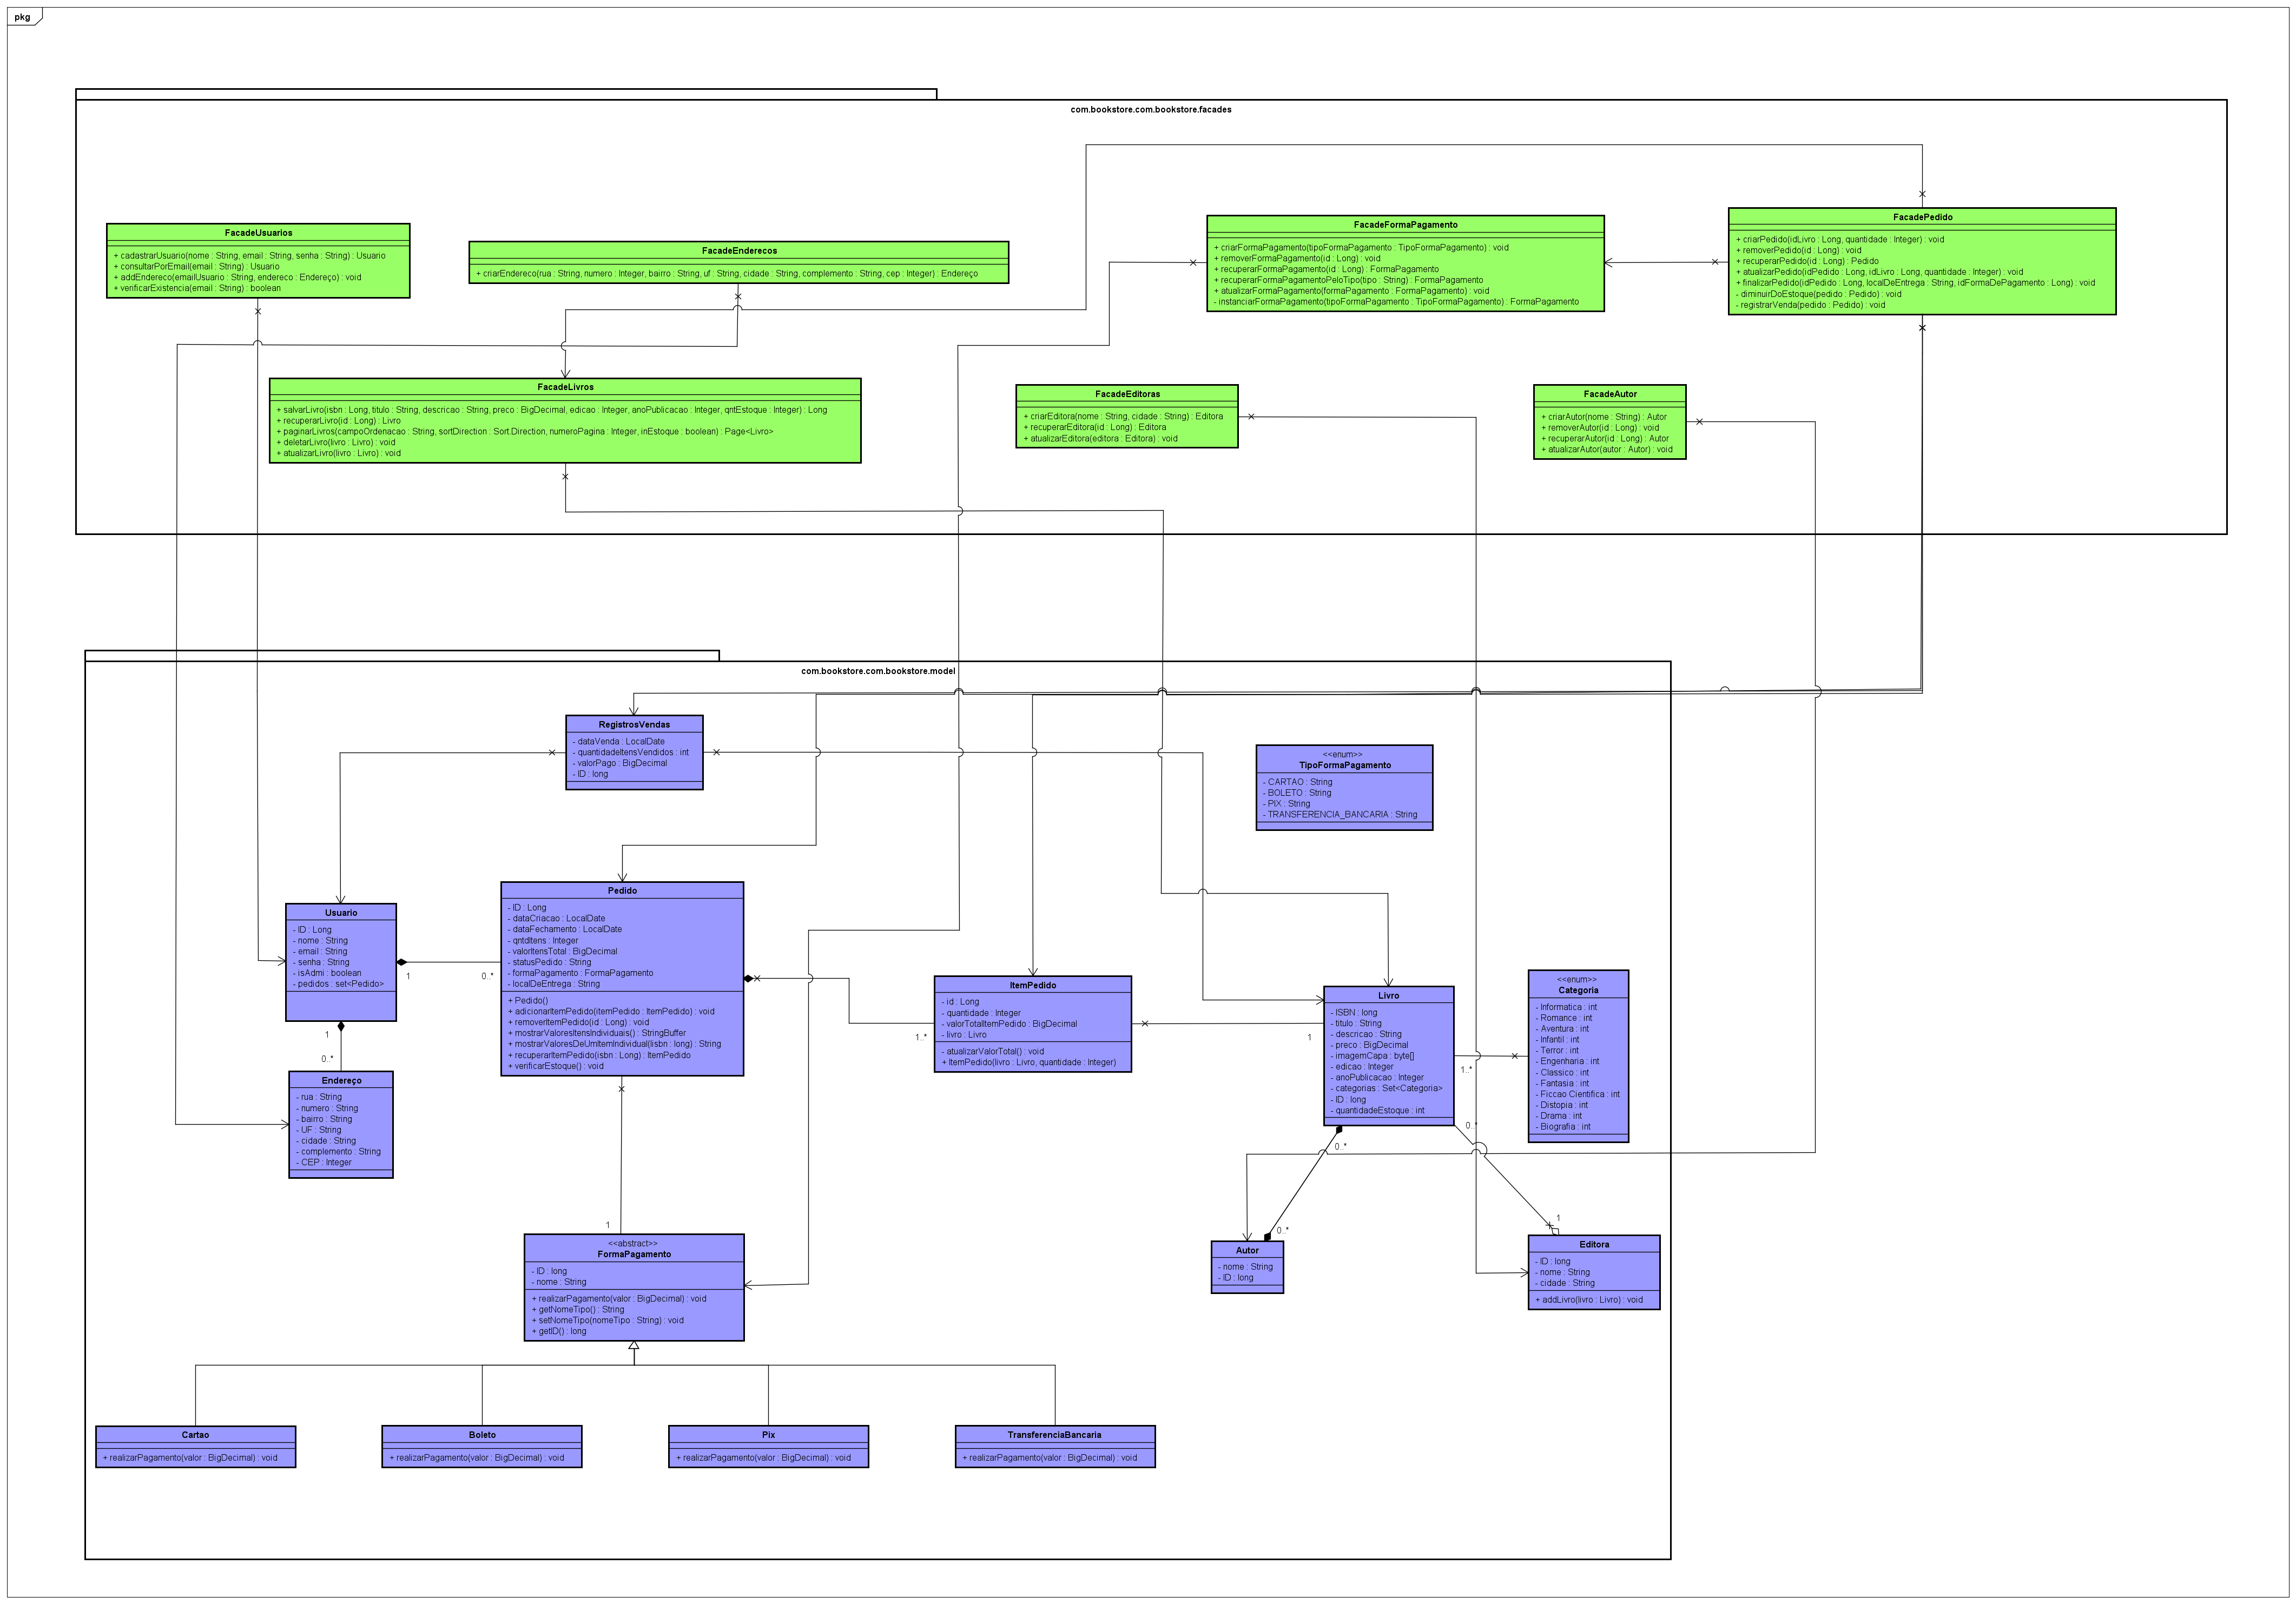 pkg
com.bookstore.com.bookstore.facades
FacadeUsuarios
+ cadastrarUsuario(nome : String, email : String, senha : String) : Usuario
+ consultarPorEmail(email : String) : Usuario
+ addEndereco(emailUsuario : String, endereco : Endereço) : void
+ verificarExistencia(email : String) : boolean
FacadeEnderecos
+ criarEndereco(rua : String, numero : Integer, bairro : String, uf : String, cidade : String, complemento : String, cep : Integer) : Endereço
FacadeFormaPagamento
+ criarFormaPagamento(tipoFormaPagamento : TipoFormaPagamento) : void
+ removerFormaPagamento(id : Long) : void
+ recuperarFormaPagamento(id : Long) : FormaPagamento
+ recuperarFormaPagamentoPeloTipo(tipo : String) : FormaPagamento
+ atualizarFormaPagamento(formaPagamento : FormaPagamento) : void
- instanciarFormaPagamento(tipoFormaPagamento : TipoFormaPagamento) : FormaPagamento
FacadePedido
+ criarPedido(idLivro : Long, quantidade : Integer) : void
+ removerPedido(id : Long) : void
+ recuperarPedido(id : Long) : Pedido
+ atualizarPedido(idPedido : Long, idLivro : Long, quantidade : Integer) : void
+ finalizarPedido(idPedido : Long, localDeEntrega : String, idFormaDePagamento : Long) : void
- diminuirDoEstoque(pedido : Pedido) : void
- registrarVenda(pedido : Pedido) : void
FacadeLivros
+ salvarLivro(isbn : Long, titulo : String, descricao : String, preco : BigDecimal, edicao : Integer, anoPublicacao : Integer, qntEstoque : Integer) : Long
+ recuperarLivro(id : Long) : Livro
+ paginarLivros(campoOrdenacao : String, sortDirection : Sort.Direction, numeroPagina : Integer, inEstoque : boolean) : Page<Livro>
+ deletarLivro(livro : Livro) : void
+ atualizarLivro(livro : Livro) : void
FacadeEditoras
+ criarEditora(nome : String, cidade : String) : Editora
+ recuperarEditora(id : Long) : Editora
+ atualizarEditora(editora : Editora) : void
FacadeAutor
+ criarAutor(nome : String) : Autor
+ removerAutor(id : Long) : void
+ recuperarAutor(id : Long) : Autor
+ atualizarAutor(autor : Autor) : void
com.bookstore.com.bookstore.model
RegistrosVendas
- dataVenda : LocalDate
- quantidadeItensVendidos : int
- valorPago : BigDecimal
- ID : long
<<enum>>
TipoFormaPagamento
- CARTAO : String
- BOLETO : String
- PIX : String
- TRANSFERENCIA_BANCARIA : String
Usuario
- ID : Long
- nome : String
- email : String
- senha : String
- isAdmi : boolean
- pedidos : set<Pedido>
1
0..*
1
0..*
Pedido
- ID : Long
- dataCriacao : LocalDate
- dataFechamento : LocalDate
- qntdItens : Integer
- valorItensTotal : BigDecimal
- statusPedido : String
- formaPagamento : FormaPagamento
- localDeEntrega : String
+ Pedido()
+ adicionarItemPedido(itemPedido : ItemPedido) : void
+ removerItemPedido(id : Long) : void
+ mostrarValoresItensIndividuais() : StringBuffer
+ mostrarValoresDeUmItemIndividual(lisbn : long) : String
+ recuperarItemPedido(isbn : Long) : ItemPedido
+ verificarEstoque() : void
1..*
ItemPedido
- id : Long
- quantidade : Integer
- valorTotalItemPedido : BigDecimal
- livro : Livro
- atualizarValorTotal() : void
+ ItemPedido(livro : Livro, quantidade : Integer)
1
Livro
- ISBN : long
- titulo : String
- descricao : String
- preco : BigDecimal
- imagemCapa : byte[]
- edicao : Integer
- anoPublicacao : Integer
- categorias : Set<Categoria>
- ID : long
- quantidadeEstoque : int
1..*
<<enum>>
Categoria
- Informatica : int
- Romance : int
- Aventura : int
- Infantil : int
- Terror : int
- Engenharia : int
- Classico : int
- Fantasia : int
- Ficcao Cientifica : int
- Distopia : int
- Drama : int
- Biografia : int
Endereço
- rua : String
- numero : String
- bairro : String
- UF : String
- cidade : String
- complemento : String
- CEP : Integer
0..*
0..*
1
0..*
1
<<abstract>>
FormaPagamento
- ID : long
- nome : String
+ realizarPagamento(valor : BigDecimal) : void
+ getNomeTipo() : String
+ setNomeTipo(nomeTipo : String) : void
+ getID() : long
Autor
- nome : String
- ID : long
Editora
- ID : long
- nome : String
- cidade : String
+ addLivro(livro : Livro) : void
Cartao
+ realizarPagamento(valor : BigDecimal) : void
Boleto
+ realizarPagamento(valor : BigDecimal) : void
Pix
+ realizarPagamento(valor : BigDecimal) : void
TransferenciaBancaria
+ realizarPagamento(valor : BigDecimal) : void